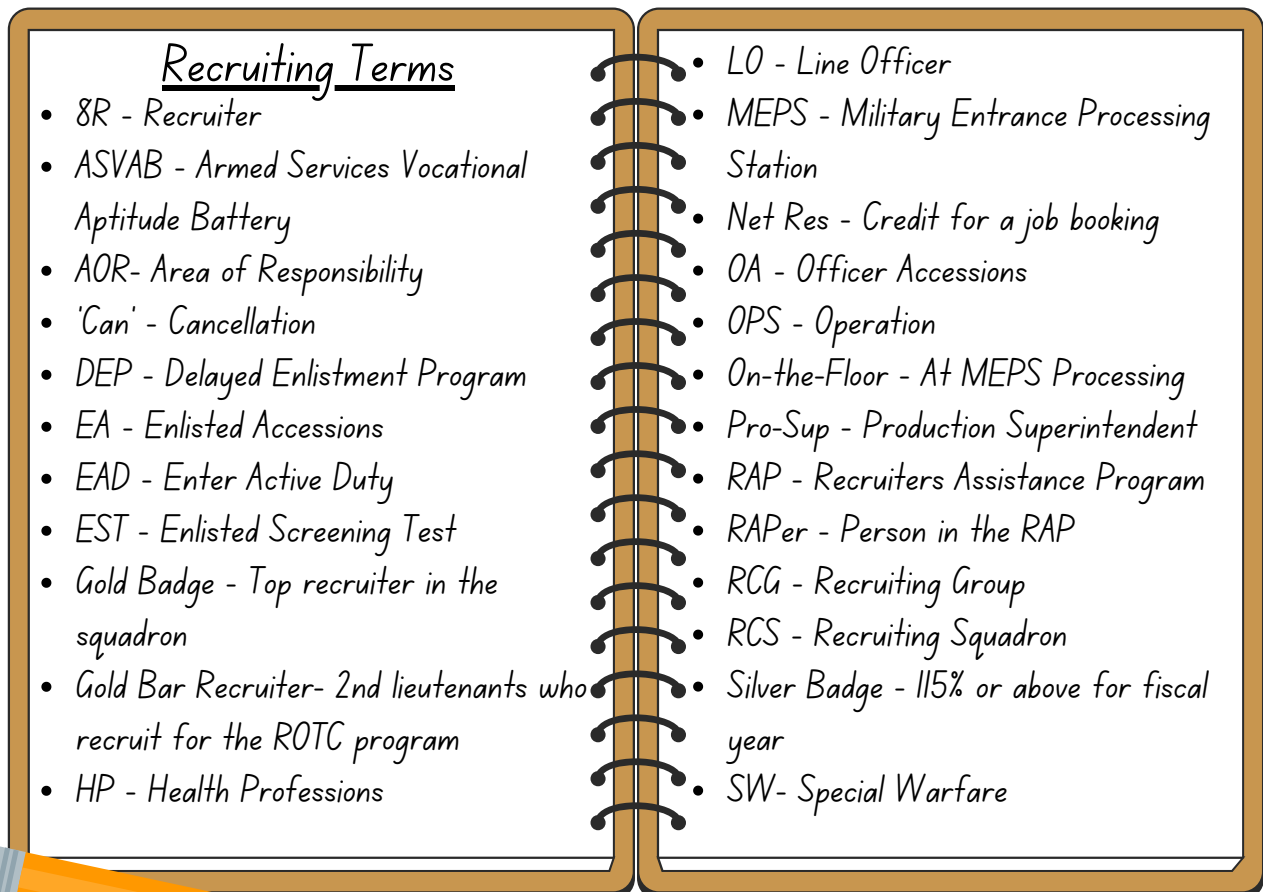 Recruiting Terms
• 8R - Recruiter
• ASVAB - Armed Services Vocational
Aptitude Battery
• AOR- Area of Responsibility
• 'Can' - Cancellation
• DEP - Delayed Enlistment Program
• EA - Enlisted Accessions
• EAD - Enter Active Duty
• EST - Enlisted Screening Test
• Gold Badge - Top recruiter in the
squadron
• Gold Bar Recruiter- 2nd lieutenants who
recruit for the ROTC program
• HP - Health Professions
• LO - Line Officer
• MEPS - Military Entrance Processing
Station
• Net Res - Credit for a job booking
• OA - Officer Accessions
• OPS - Operation
• On-the-Floor - At MEPS Processing
• Pro-Sup - Production Superintendent
• RAP - Recruiters Assistance Program
• RAPer - Person in the RAP
• RCG - Recruiting Group
• RCS - Recruiting Squadron
• Silver Badge - 115% or above for fiscal
year
• SW- Special Warfare